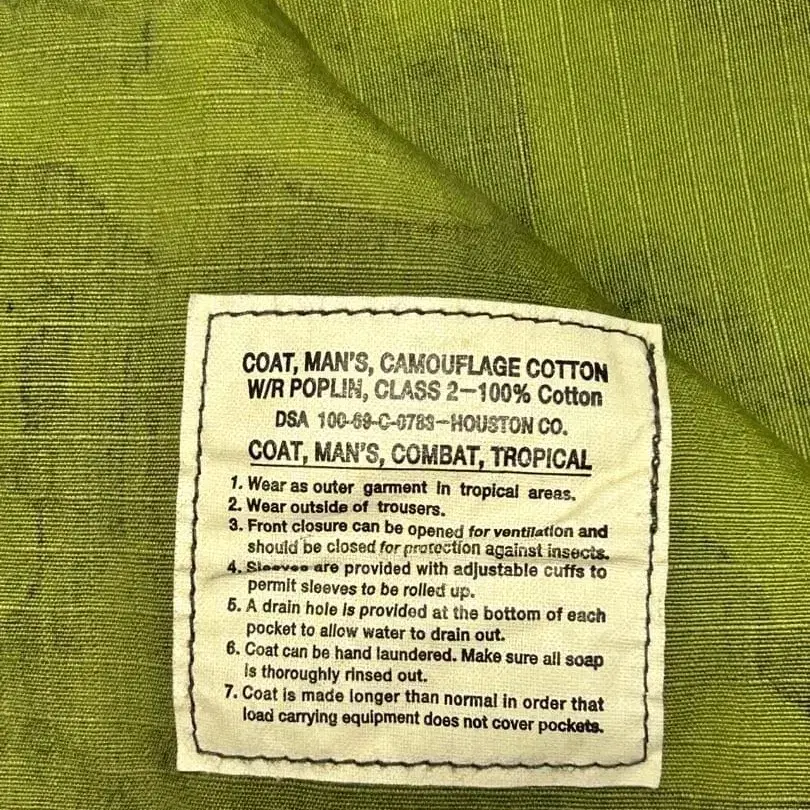 COAT, MAN'S, CAMOUFLAGE COTTON
W/R POPLIN, CLASS 2-100% Cotton
DSA 100-69-C-0783-HOUSTON CO.
COAT, MAN'S, COMBAT, TROPICAL
1. Wear as outer garment in tropical areas.
2. Wear outside of trousers.
3. Front closure can be opened for ventilation and
should be closed for protection against insects.
4. Sleeves are provided with adjustable cuffs to
permit sleeves to be rolled up.
5. A drain hole is provided at the bottom of each
pocket to allow water to drain out.
6. Coat can be hand laundered. Make sure all soap
is thoroughly rinsed out.
7. Coat is made longer than normal in order that
load carrying equipment does not cover pockets.